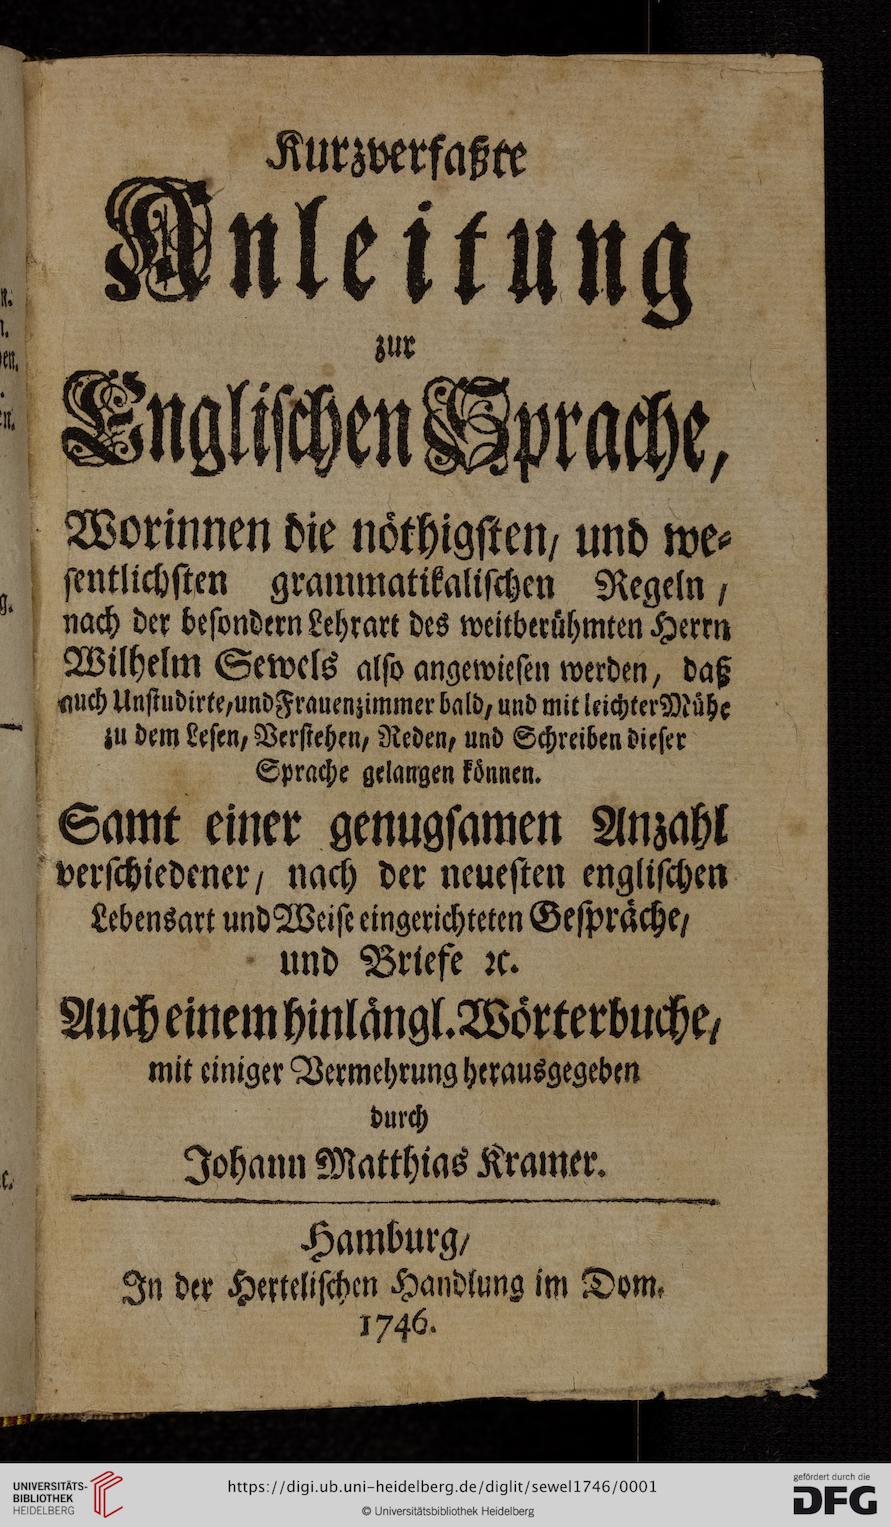 Kurzverfaßte
Anleitung
zur
Engliſchen Sprache,
Worinnen die nöthigſten, und we⸗
ſentlichſten grammatikaliſchen Regeln,
nach der beſondern Lehrart des weitberühmten Herrn
Wilhelm Sewels alſo angewieſen werden, daß
auch Unſtudirte, und Frauenzimmer bald, und mit leichter Mühe
zu dem Leſen, Verſtehen, Reden, und Schreiben dieſer
Sprache gelangen können.
Samt einer genugſamen Anzahl
verſchiedener, nach der neueſten engliſchen
Lebensart und Weiſe eingerichteten Geſpräche,
und Briefe ꝛc.
Auch einem hinlängl. Wörterbuche,
mit einiger Vermehrung herausgegeben
durch
Johann Matthias Kramer.
Hamburg,
In der Herteliſchen Handlung im Dom.
1746.
UNIVERSITÄTS-
BIBLIOTHEK
HEIDELBERG
https://digi.ub.uni-heidelberg.de/diglit/sewel1746/0001
© Universitätsbibliothek Heidelberg
gefördert durch die
DFG